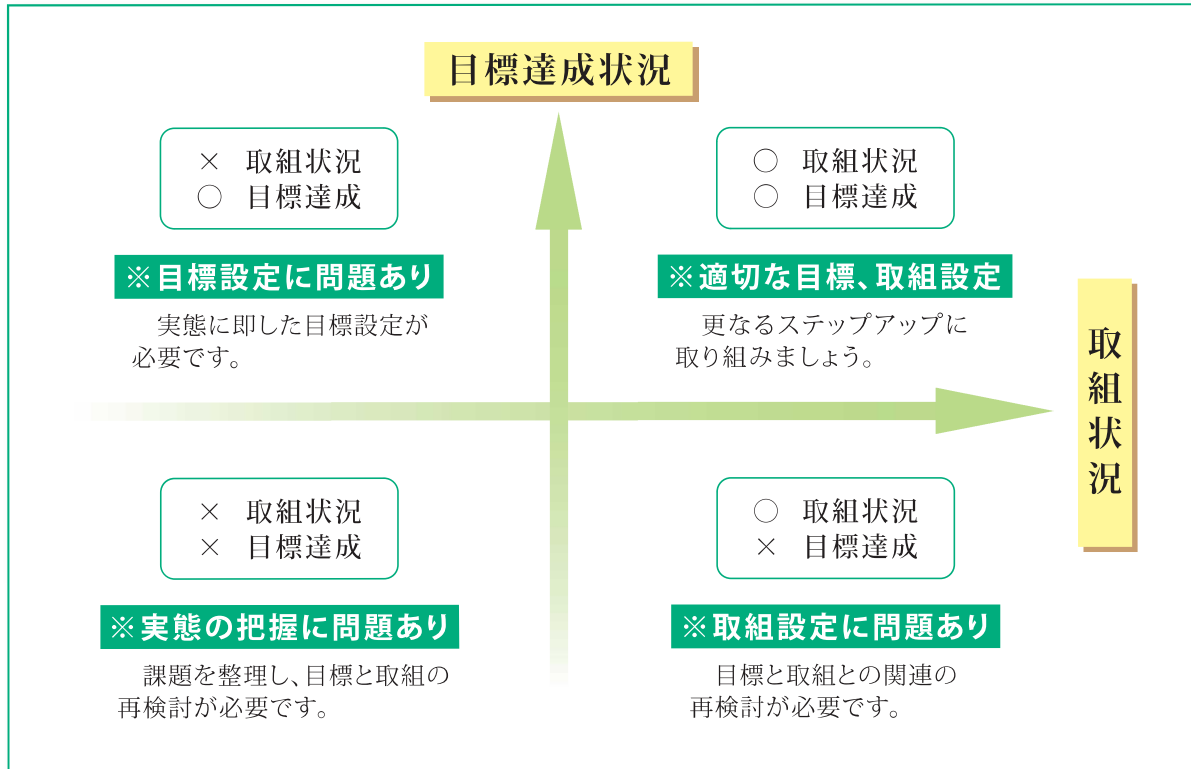 目標達成状況
× 取組状況
○ 目標達成
※目標設定に問題あり
実態に即した目標設定が
必要です。
○ 取組状況
○ 目標達成
※適切な目標、取組設定
更なるステップアップに
取り組みましょう。
取組状況
× 取組状況
× 目標達成
※実態の把握に問題あり
課題を整理し、目標と取組の
再検討が必要です。
○ 取組状況
× 目標達成
※取組設定に問題あり
目標と取組との関連の
再検討が必要です。